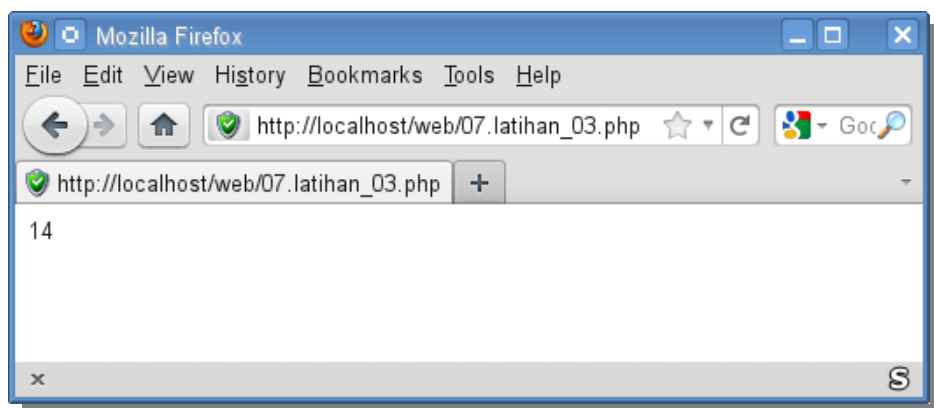 Mozilla Firefox
File Edit View History Bookmarks Tools Help
http://localhost/web/07.latihan_03.php Goo
http://localhost/web/07.latihan_03.php +
14
× S